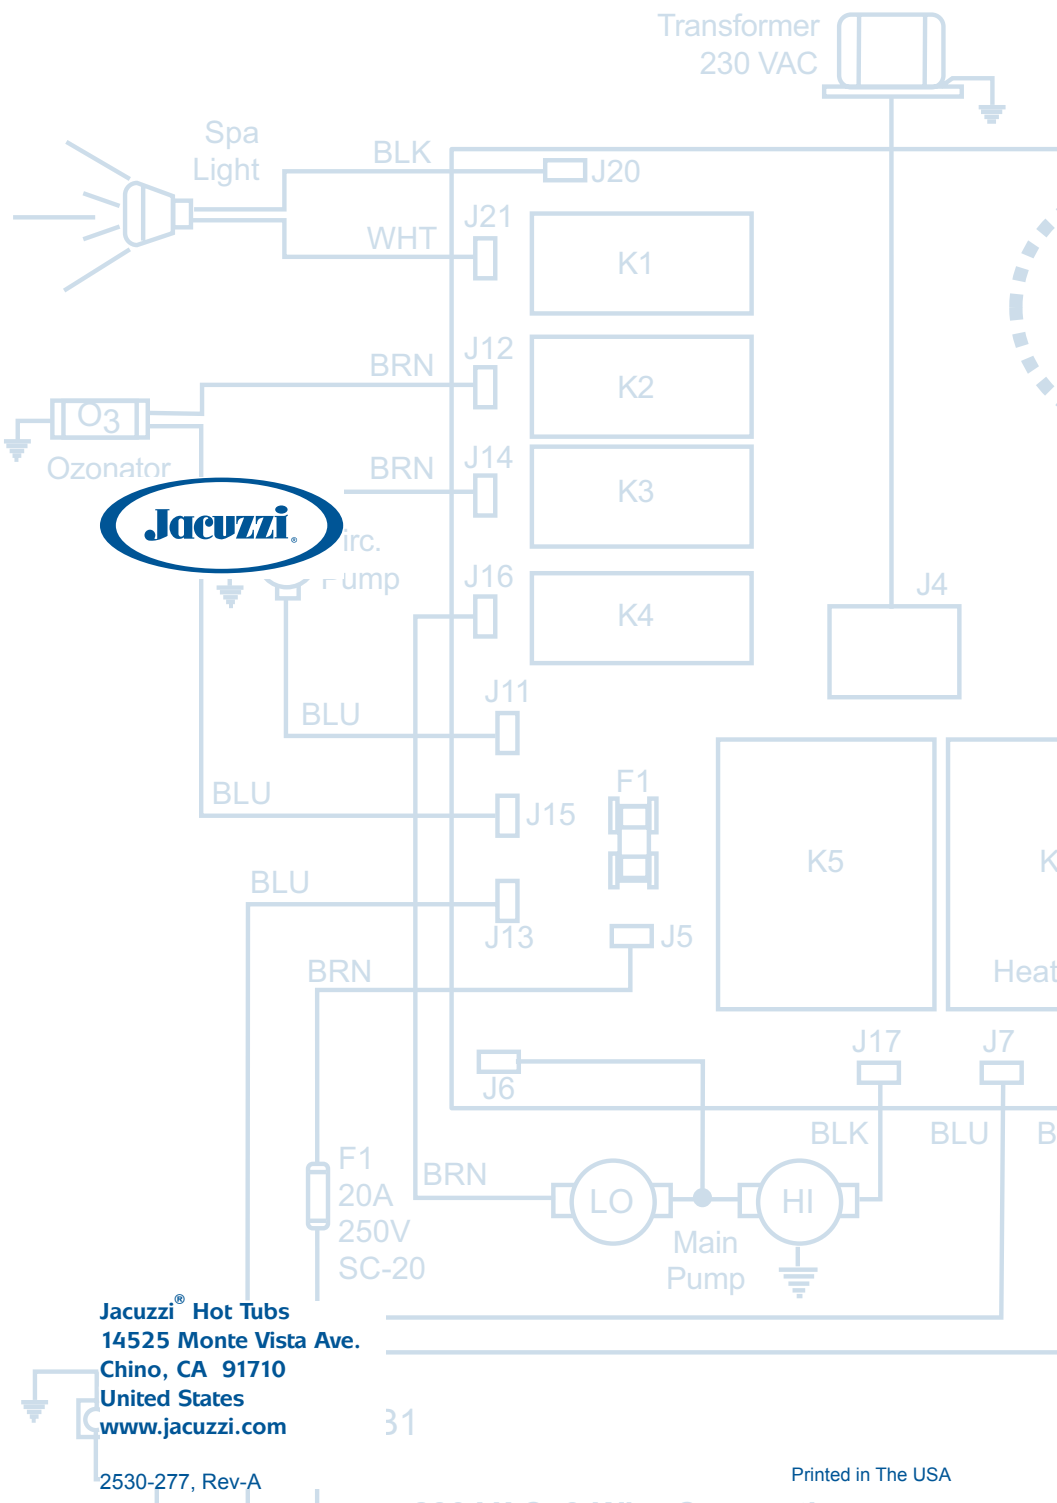 Transformer
230 VAC
Spa
Light
BLK
J20
J21
WHT
K1
J12
BRN
K2
O3
Ozonator
J14
BRN
K3
Jacuzzi®
irc.
ump
J16
K4
J4
J11
BLU
BLU
J15
F1
K5
K
BLU
J13
J5
BRN
Heat
J17
J7
J6
BLK
BLU
B
F1
20A
250V
SC-20
BRN
LO
HI
Main
Pump
Jacuzzi® Hot Tubs
14525 Monte Vista Ave.
Chino, CA 91710
United States
www.jacuzzi.com
31
2530-277, Rev-A
Printed in The USA